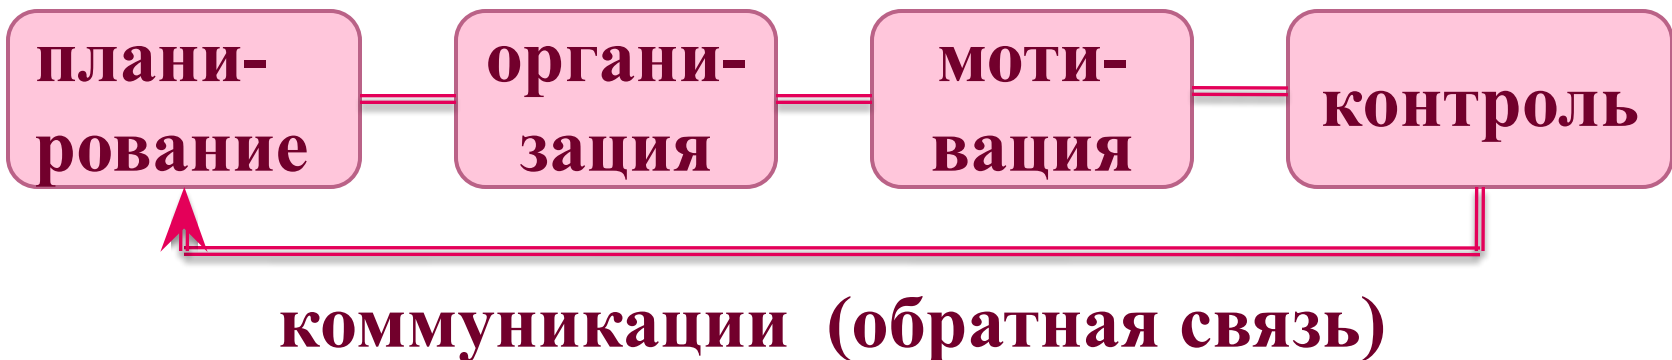 плани-
рование
органи-
зация
моти-
вация
контроль
коммуникации (обратная связь)